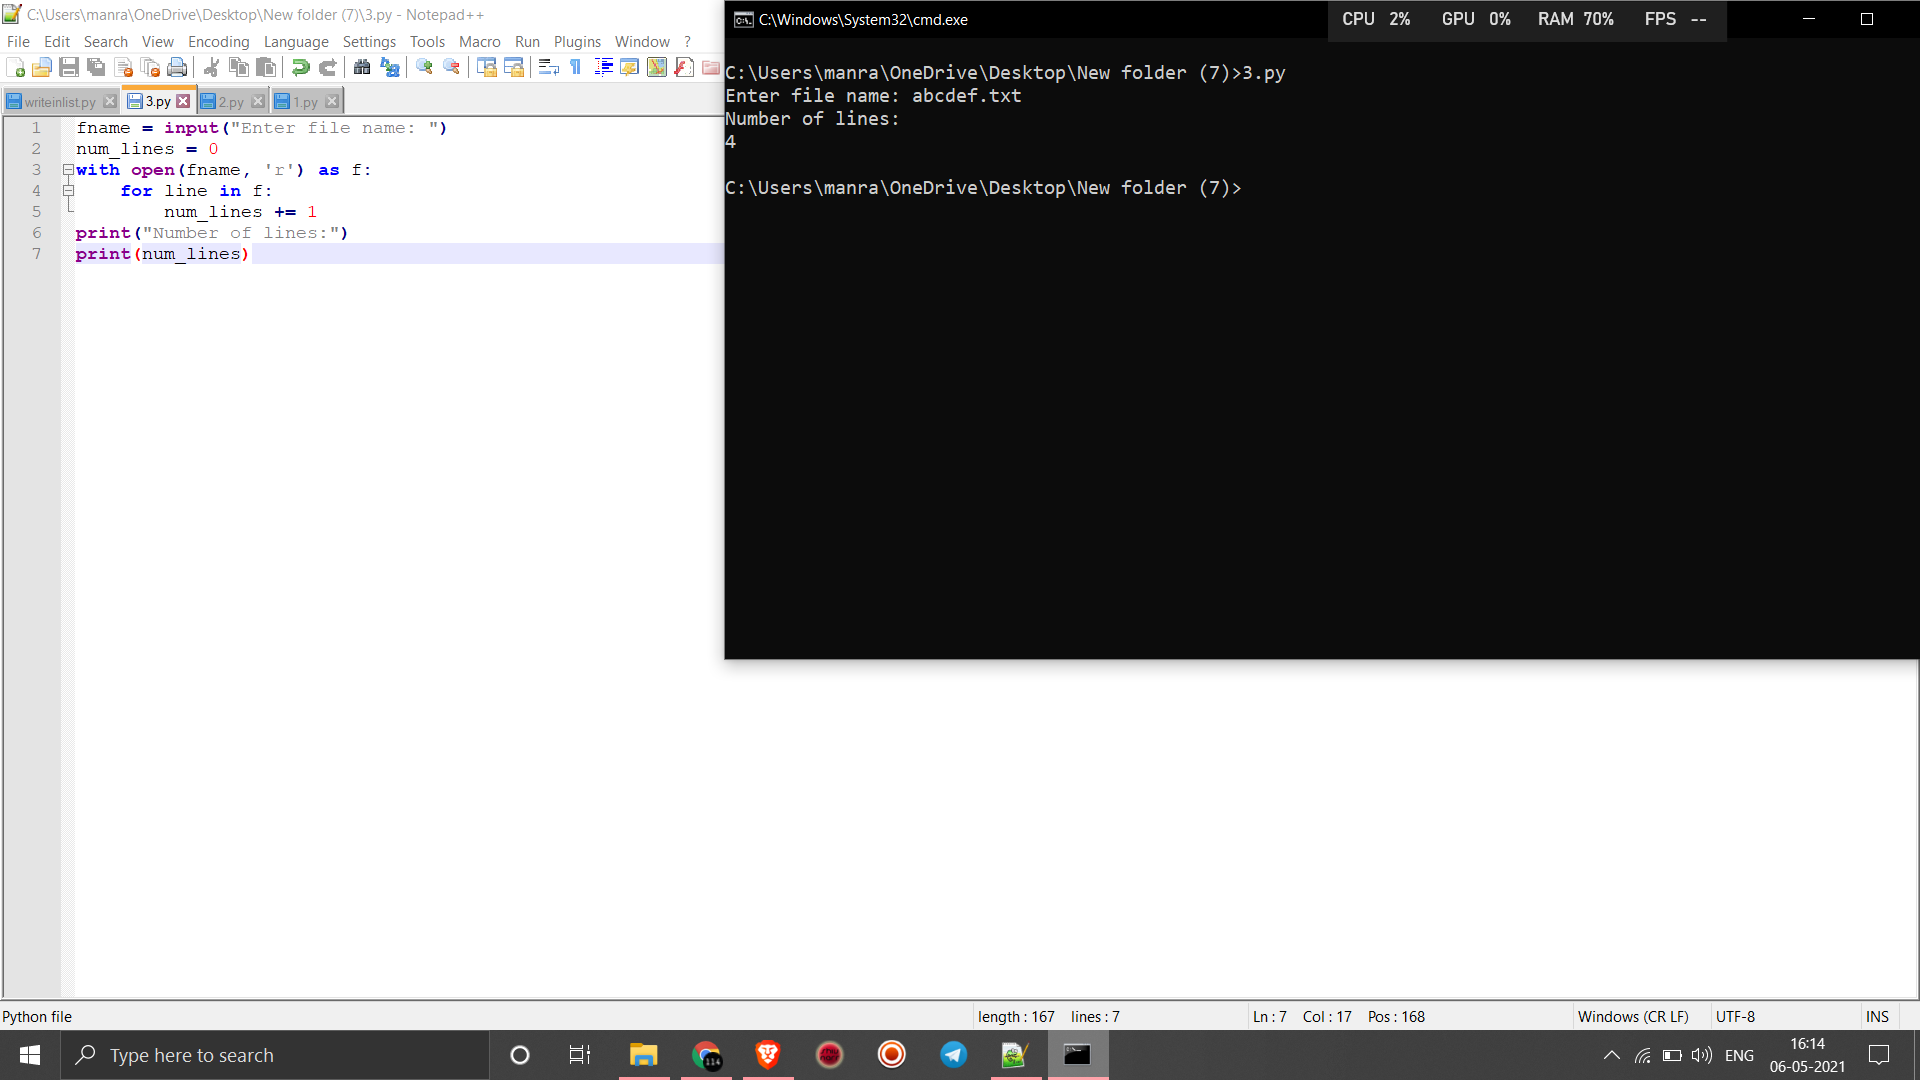 C:\Users\manra\OneDrive\Desktop\New folder (7)\3.py - Notepad++
File Edit Search View Encoding Language Settings Tools Macro Run Plugins Window ?
writeinlist.py 3.py 2.py 1.py
1 fname = input("Enter file name: ")
2 num_lines = 0
3 with open(fname, 'r') as f:
4 for line in f:
5 num_lines += 1
6 print("Number of lines:")
7 print(num_lines)
C:\Windows\System32\cmd.exe
CPU 2% GPU 0% RAM 70% FPS --
C:\Users\manra\OneDrive\Desktop\New folder (7)>3.py
Enter file name: abcdef.txt
Number of lines:
4
C:\Users\manra\OneDrive\Desktop\New folder (7)>
Python file length : 167 lines : 7 Ln : 7 Col : 17 Pos : 168 Windows (CR LF) UTF-8 INS
Type here to search
114
ENG
16:14
06-05-2021